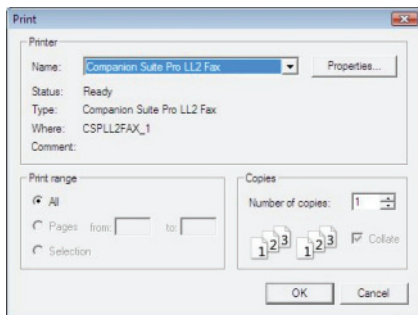 Print
Printer
Name: Companion Suite Pro LL2 Fax Properties...
Status: Ready
Type: Companion Suite Pro LL2 Fax
Where: CSPLL2FAX_1
Comment:
Print range
All
Pages from: to:
Selection
Copies
Number of copies: 1
1 2 3 1 2 3 Collate
OK Cancel